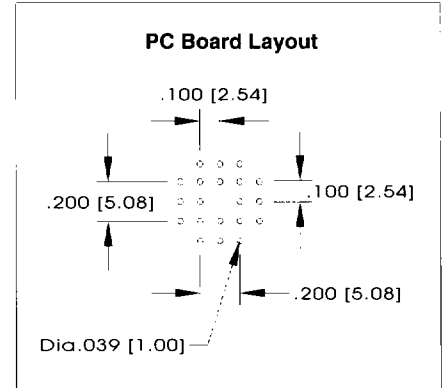 PC Board Layout
.100 [2.54]
.200 [5.08]
.100 [2.54]
.200 [5.08]
Dia.039 [1.00]